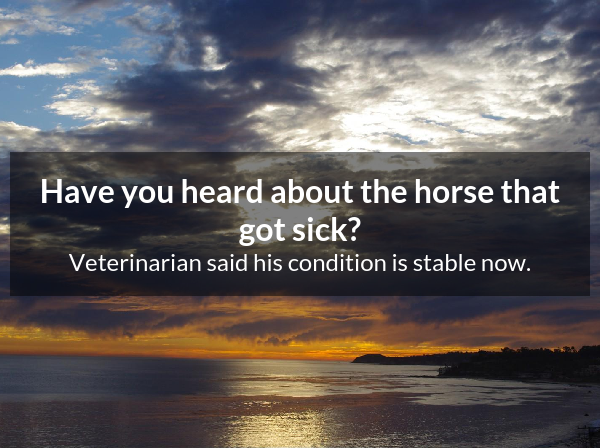 Have you heard about the horse that
got sick?
Veterinarian said his condition is stable now.